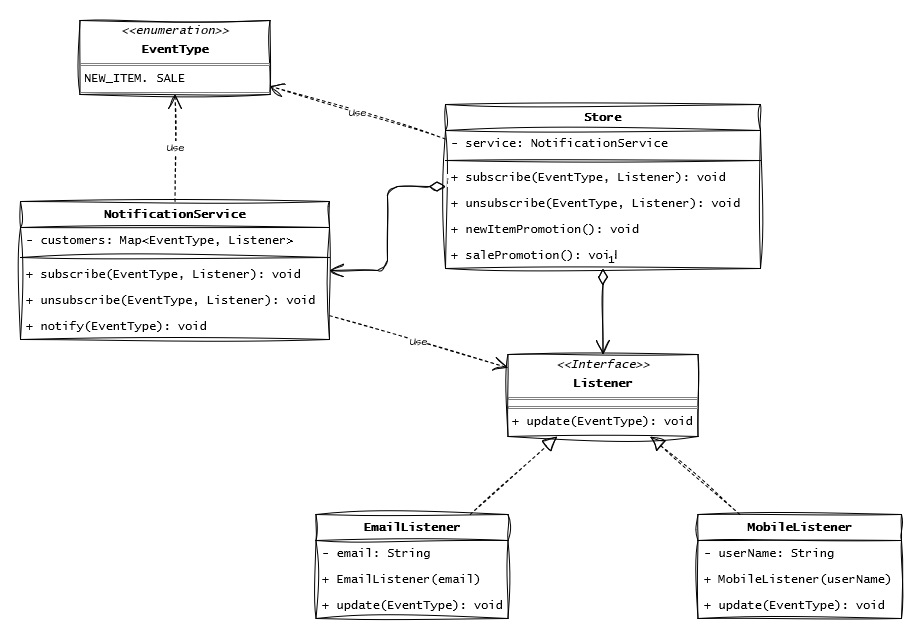 <<enumeration>>
EventType
NEW_ITEM. SALE
use
use
Store
- service: NotificationService
+ subscribe(EventType, Listener): void
+ unsubscribe(EventType, Listener): void
+ newItemPromotion(): void
+ salePromotion(): void
1
NotificationService
- customers: Map<EventType, Listener>
+ subscribe(EventType, Listener): void
+ unsubscribe(EventType, Listener): void
+ notify(EventType): void
use
<<Interface>>
Listener
+ update(EventType): void
EmailListener
- email: String
+ EmailListener(email)
+ update(EventType): void
MobileListener
- userName: String
+ MobileListener(userName)
+ update(EventType): void